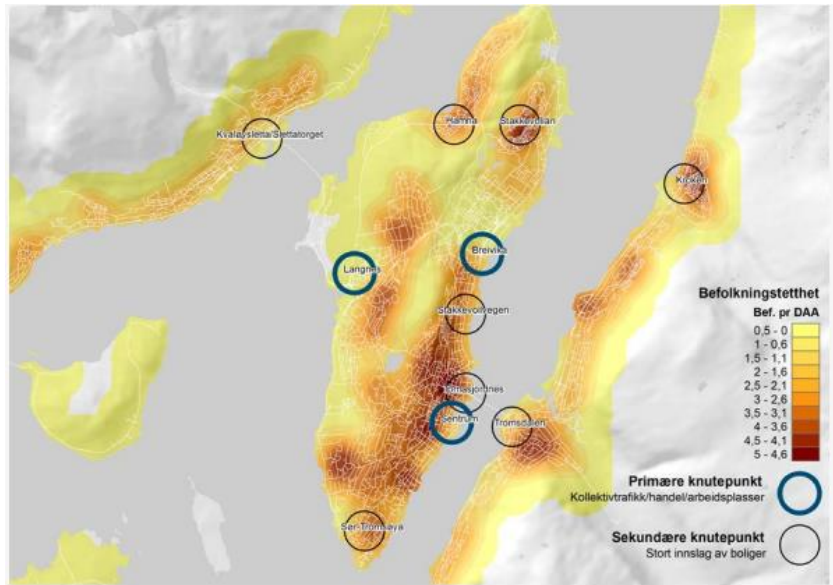 Hamna
Stakkevollan
Kvaløysletta/Slettatorget
Kroken
Breivika
Langnes
Stakkevollvegen
Tomasjordnes
Sentrum
Tromsdalen
Sør-Tromsøya
Befolkningstetthet
Bef. pr DAA
0,5 - 0
1 - 0,6
1,5 - 1,1
2 - 1,6
2,5 - 2,1
3 - 2,6
3,5 - 3,1
4 - 3,6
4,5 - 4,1
5 - 4,6
Primære knutepunkt
Kollektivtrafikk/handel/arbeidsplasser
Sekundære knutepunkt
Stort innslag av boliger